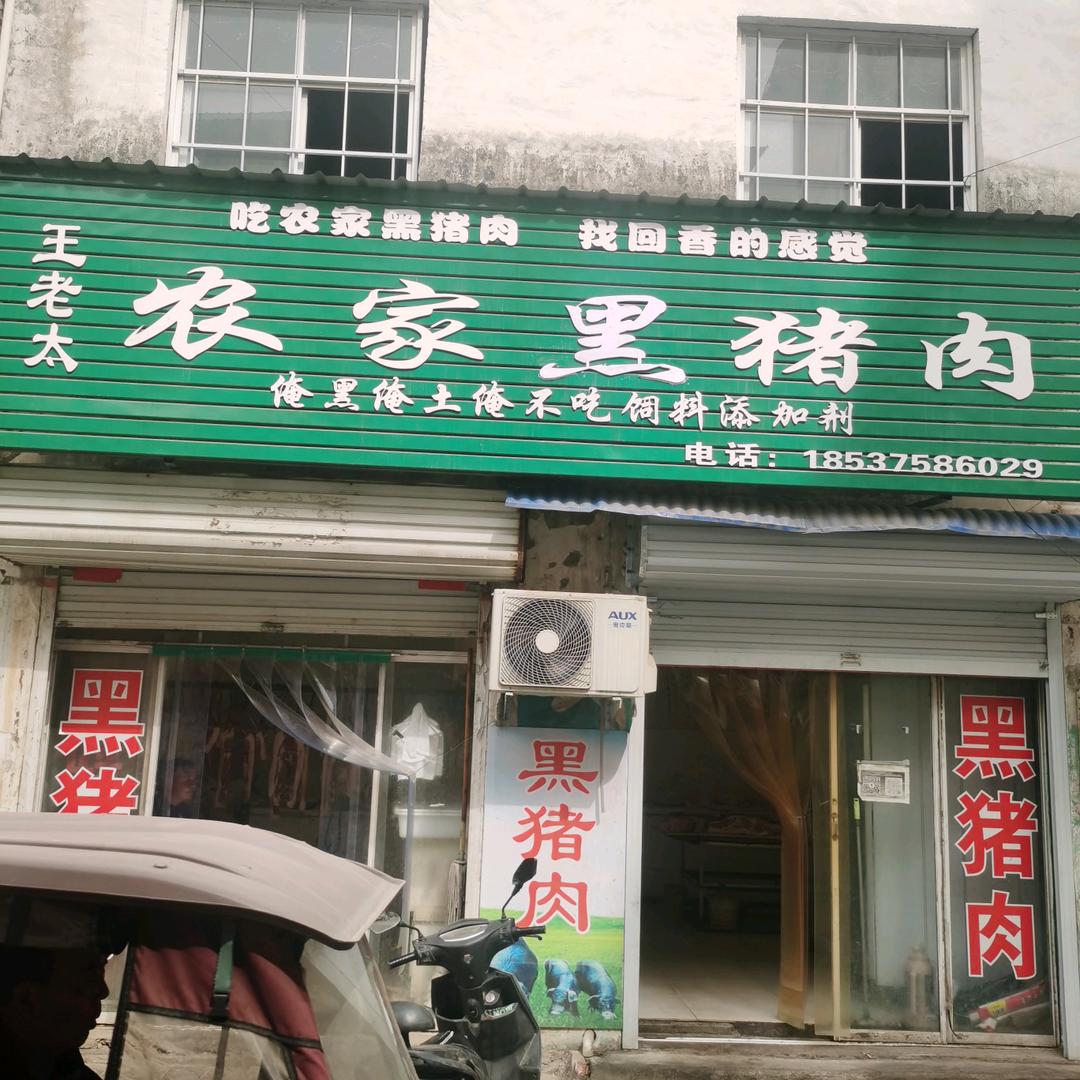 吃农家黑猪肉 找回香的感觉
王老太
农家黑猪肉
俺黑俺土俺不吃饲料添加剂
电话：18537586029
AUX
黑猪
黑猪肉
黑猪肉